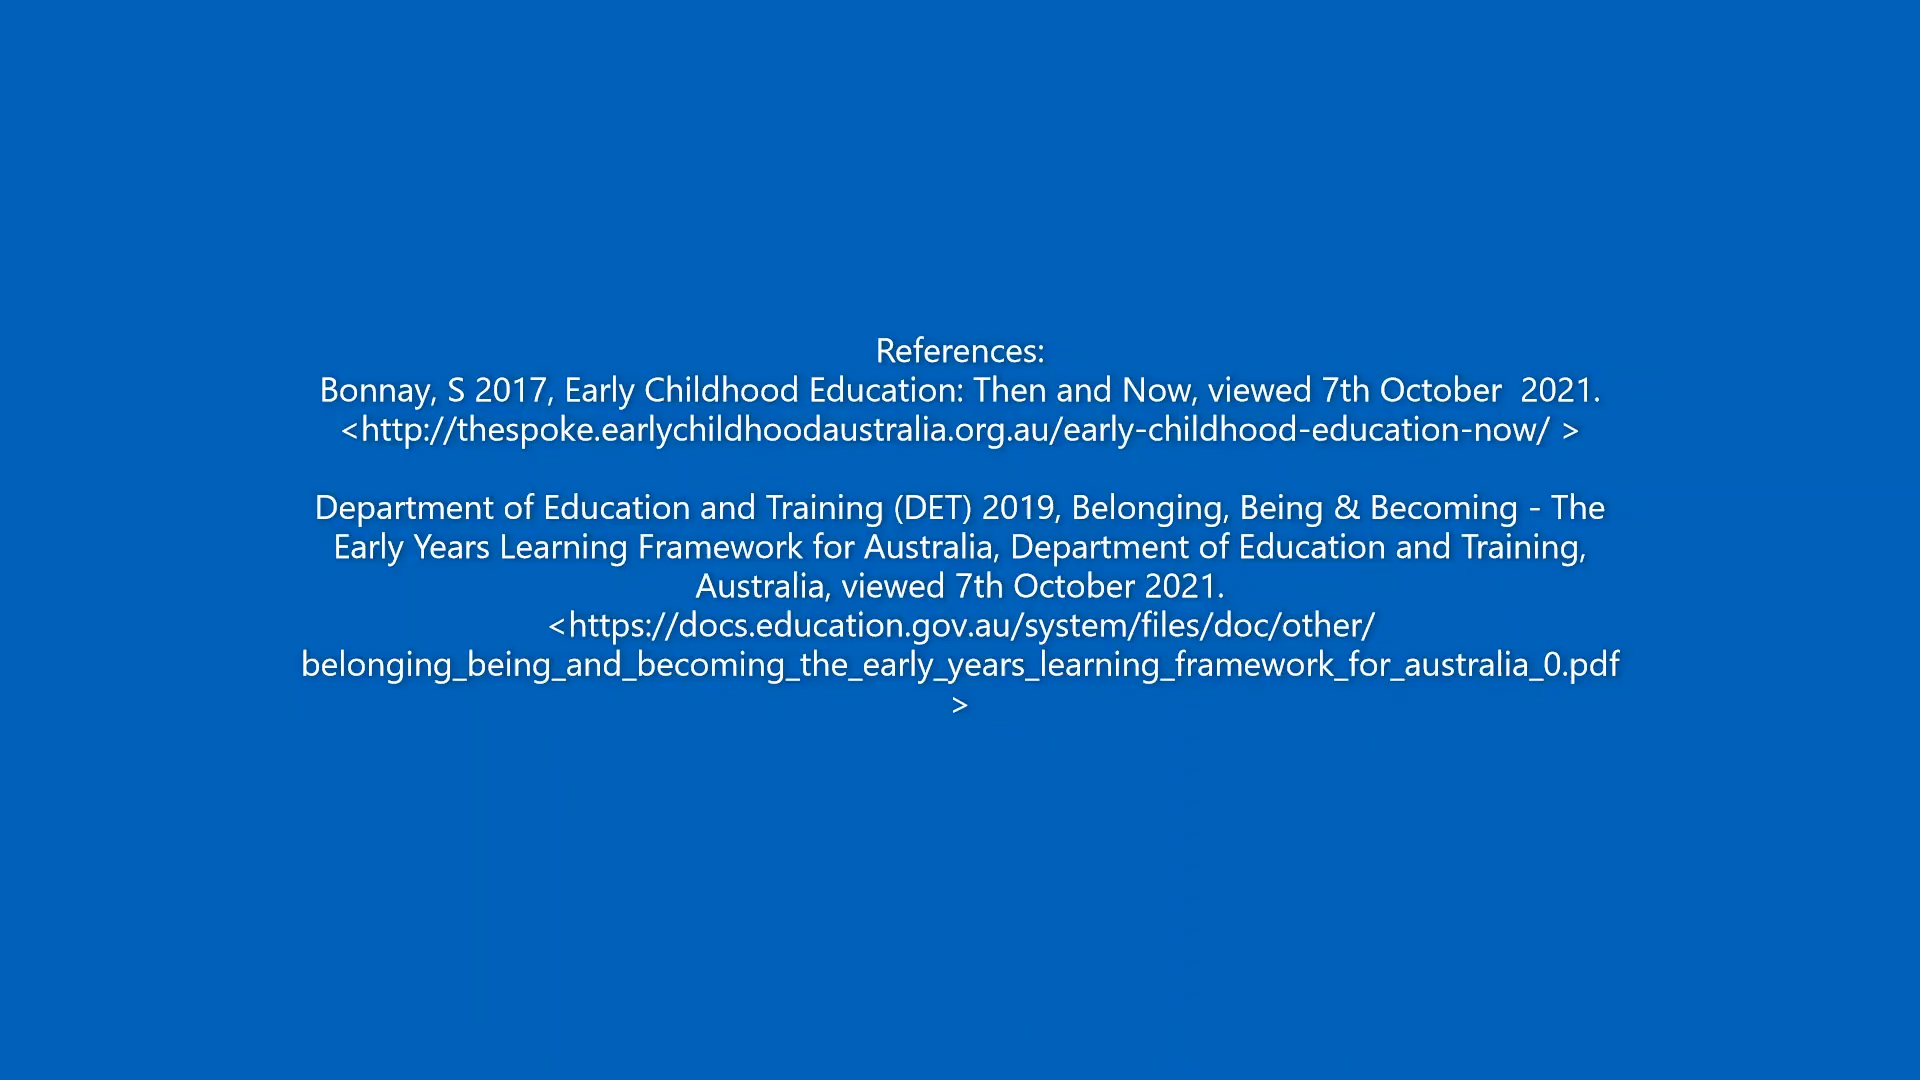 References:
Bonnay, S 2017, Early Childhood Education: Then and Now, viewed 7th October  2021.
<http://thespoke.earlychildhoodaustralia.org.au/early-childhood-education-now/ >
Department of Education and Training (DET) 2019, Belonging, Being & Becoming - The
Early Years Learning Framework for Australia, Department of Education and Training,
Australia, viewed 7th October 2021.
<https://docs.education.gov.au/system/files/doc/other/
belonging_being_and_becoming_the_early_years_learning_framework_for_australia_0.pdf
>